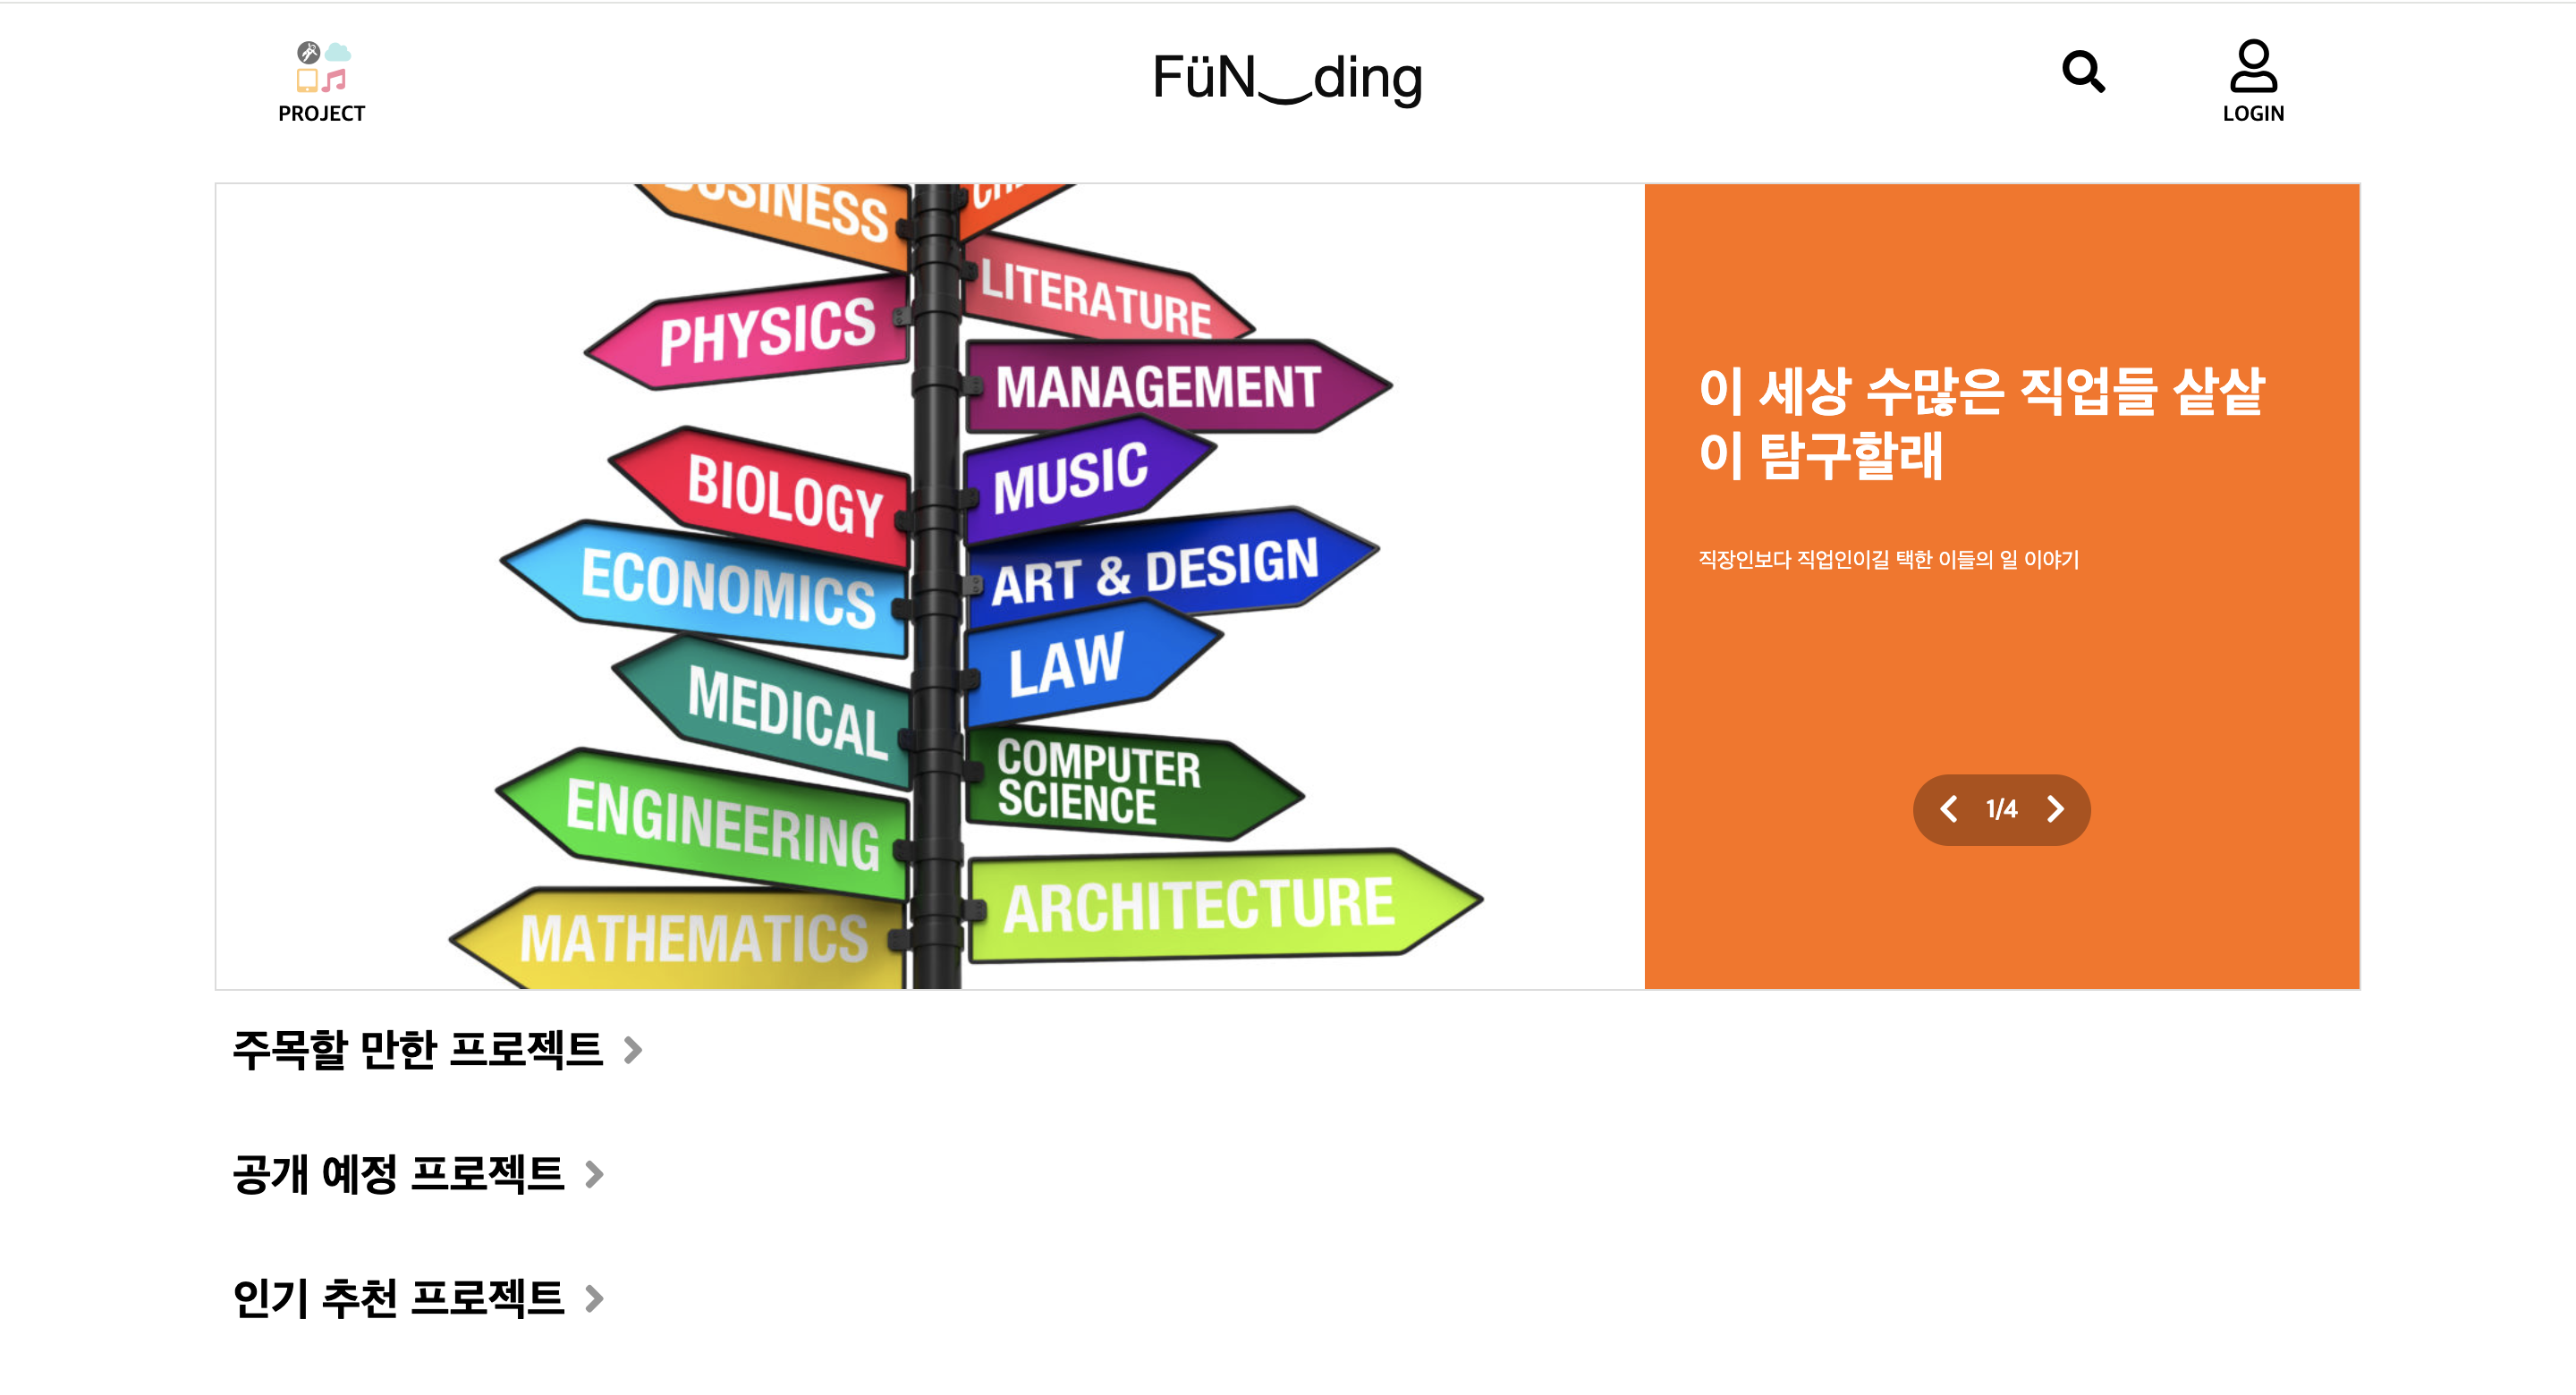 PROJECT
FüN‿ding
LOGIN
BUSINESS
LITERATURE
PHYSICS
MANAGEMENT
BIOLOGY
MUSIC
ECONOMICS
ART & DESIGN
MEDICAL
LAW
ENGINEERING
COMPUTER
SCIENCE
MATHEMATICS
ARCHITECTURE
이 세상 수많은 직업들 샅샅
이 탐구할래
직장인보다 직업인이길 택한 이들의 일 이야기
1/4
주목할 만한 프로젝트
공개 예정 프로젝트
인기 추천 프로젝트